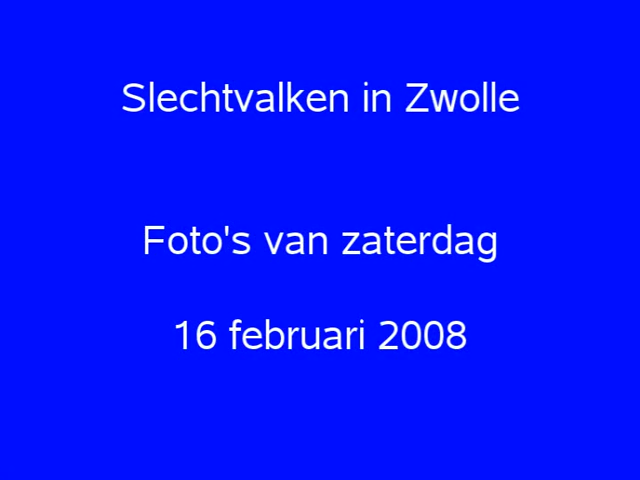 Slechtvalken in Zwolle
Foto's van zaterdag
16 februari 2008